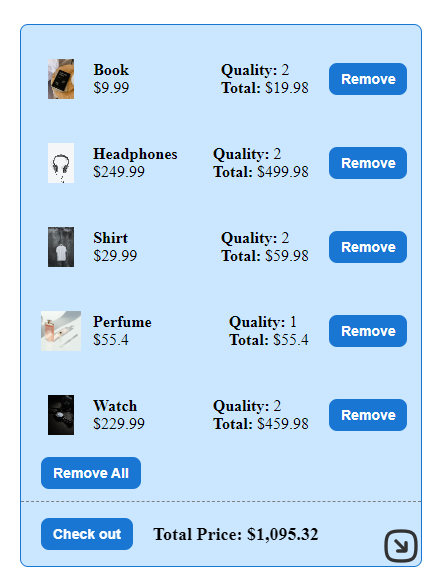 Book
$9.99
Quality: 2
Total: $19.98
Remove
Headphones
$249.99
Quality: 2
Total: $499.98
Remove
Shirt
$29.99
Quality: 2
Total: $59.98
Remove
Perfume
$55.4
Quality: 1
Total: $55.4
Remove
Watch
$229.99
Quality: 2
Total: $459.98
Remove
Remove All
Check out
Total Price: $1,095.32